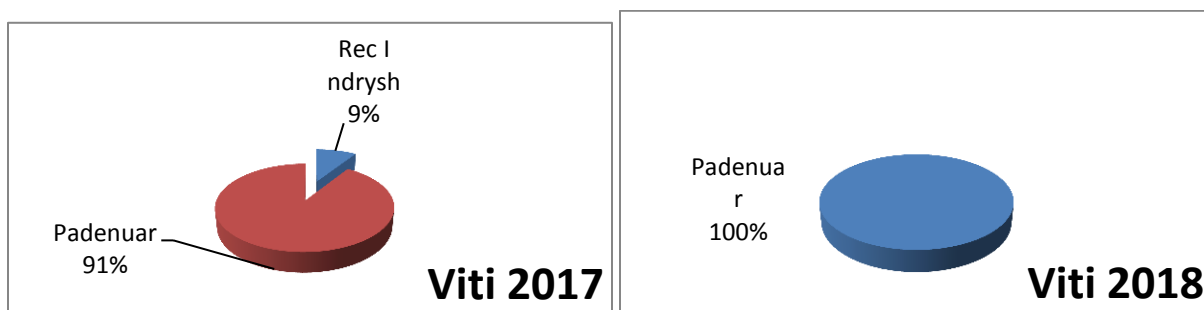 Rec I
ndrysh
9%
Padenuar
91%
Viti 2017
Padenua
r
100%
Viti 2018